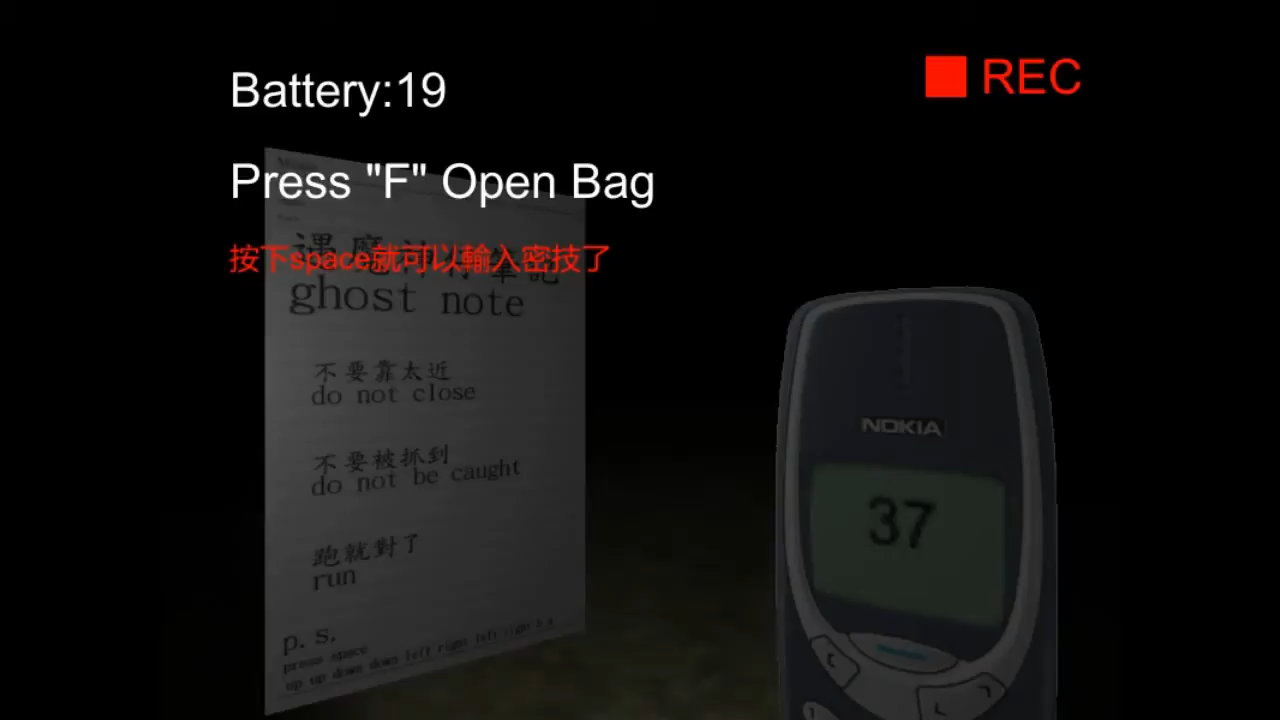 Battery:19
REC
Press "F" Open Bag
按下space就可以輸入密技了
ghost note
不要靠太近
do not close
不要被抓到
do not be caught
跑就對了
run
p.s.
press space
up up down down left right left
NOKIA
37